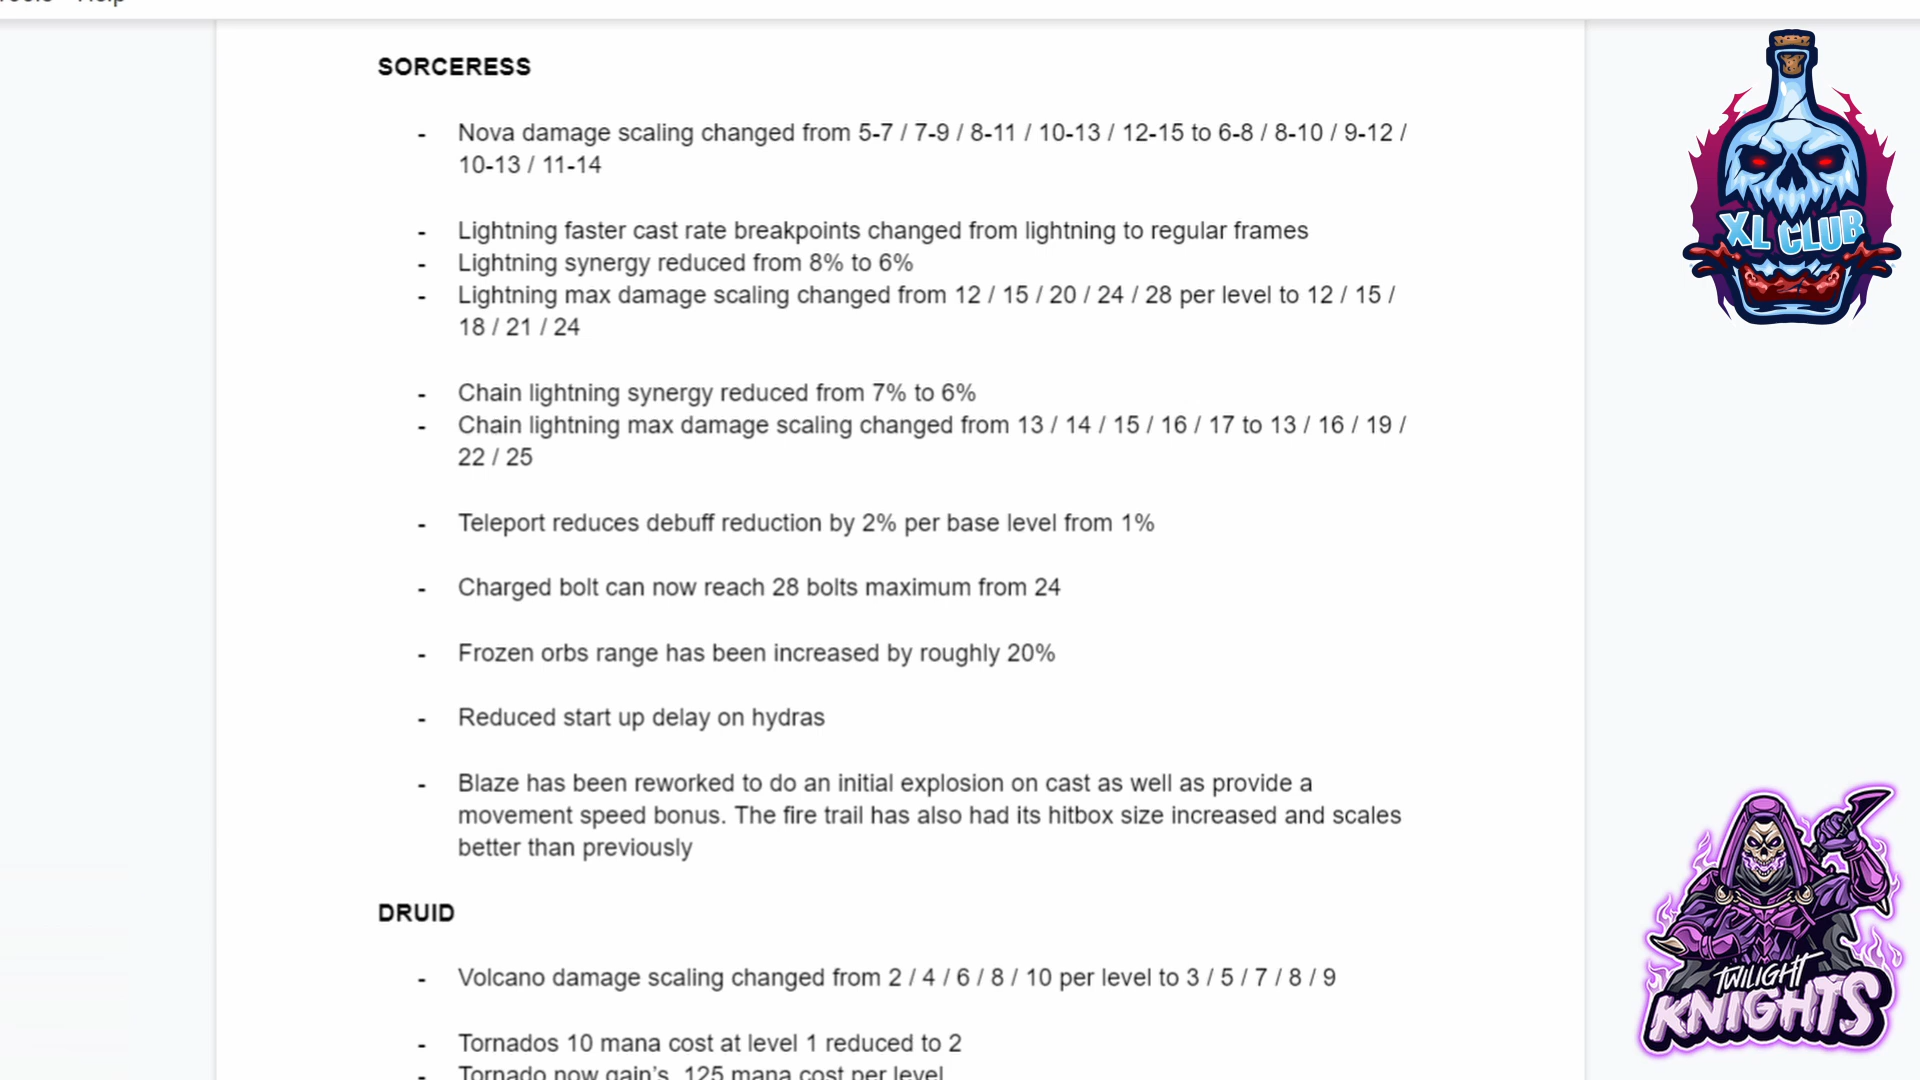 SORCERESS
- Nova damage scaling changed from 5-7 / 7-9 / 8-11 / 10-13 / 12-15 to 6-8 / 8-10 / 9-12 /
10-13 / 11-14
- Lightning faster cast rate breakpoints changed from lightning to regular frames
- Lightning synergy reduced from 8% to 6%
- Lightning max damage scaling changed from 12 / 15 / 20 / 24 / 28 per level to 12 / 15 /
18 / 21 / 24
- Chain lightning synergy reduced from 7% to 6%
- Chain lightning max damage scaling changed from 13 / 14 / 15 / 16 / 17 to 13 / 16 / 19 /
22 / 25
- Teleport reduces debuff reduction by 2% per base level from 1%
- Charged bolt can now reach 28 bolts maximum from 24
- Frozen orbs range has been increased by roughly 20%
- Reduced start up delay on hydras
- Blaze has been reworked to do an initial explosion on cast as well as provide a
movement speed bonus. The fire trail has also had its hitbox size increased and scales
better than previously
DRUID
- Volcano damage scaling changed from 2 / 4 / 6 / 8 / 10 per level to 3 / 5 / 7 / 8 / 9
- Tornados 10 mana cost at level 1 reduced to 2
- Tornado now gain's .125 mana cost per level
XL CLUB
TWILIGHT
KNIGHTS